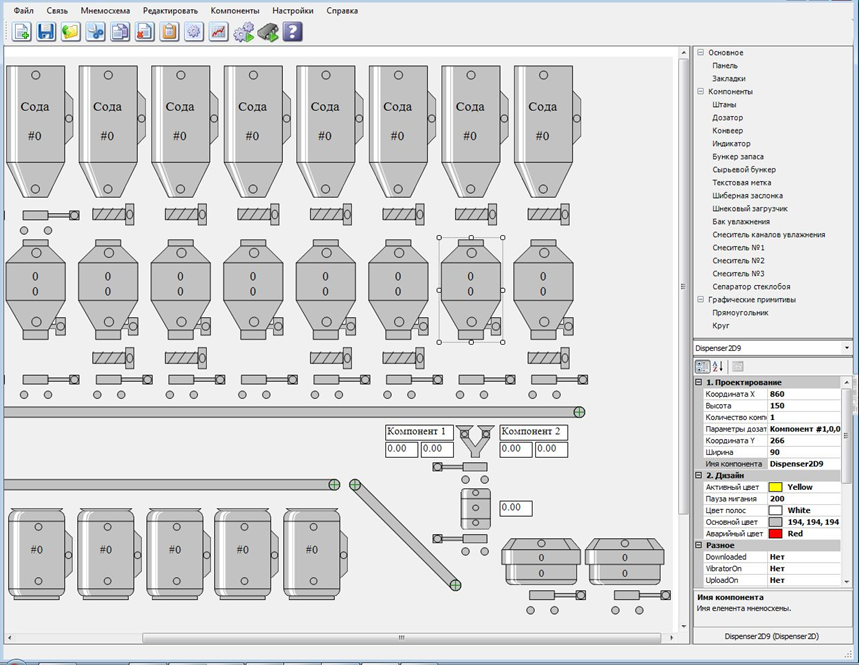 Файл Связь Мнемосхема Редактировать Компоненты Настройки Справка
Сода Сода Сода Сода Сода Сода Сода Сода
#0 #0 #0 #0 #0 #0 #0 #0
0 0 0 0 0 0 0 0
0 0 0 0 0 0 0 0
Компонент 1 Компонент 2
0.00 0.00 0.00 0.00
0.00
#0 #0 #0 #0 #0
0 0
0 0
Основное
Панель
Закладки
Компоненты
Штаны
Дозатор
Конвеер
Индикатор
Бункер запаса
Сырьевой бункер
Текстовая метка
Шиберная заслонка
Шнековый загрузчик
Бак увлажнения
Смеситель каналов увлажнения
Смеситель №1
Смеситель №2
Смеситель №3
Сепаратор стеклобоя
Графические примитивы
Прямоугольник
Круг
Dispenser2D9
1. Проектирование
Координата X 860
Высота 150
Количество компо 1
Параметры дозат Компонент #1,0,0
Координата Y 266
Ширина 90
Имя компонента Dispenser2D9
2. Дизайн
Активный цвет Yellow
Пауза мигания 200
Цвет полос White
Основной цвет 194, 194, 194
Аварийный цвет Red
Разное
Downloaded Нет
VibratorOn Нет
UploadOn Нет
Имя компонента
Имя елемента мнемосхемы.
Dispenser2D9 (Dispenser2D)